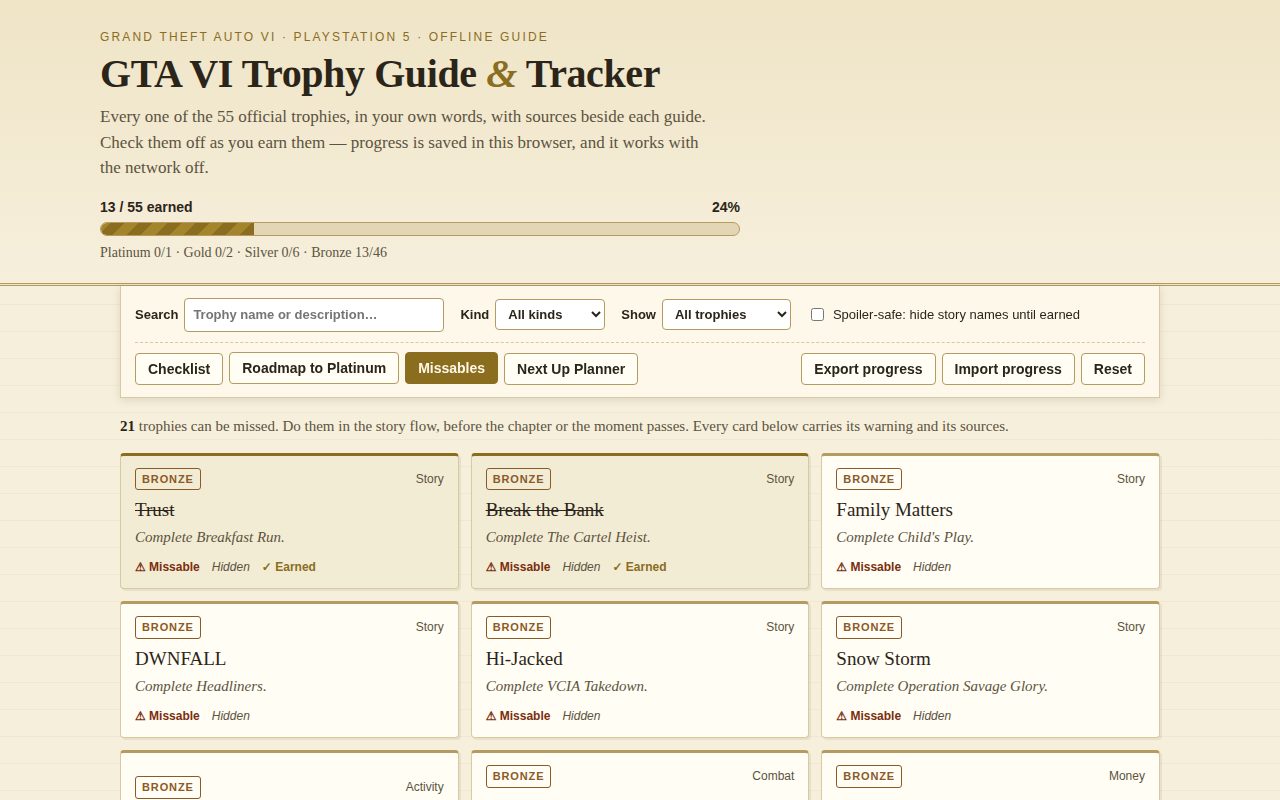 GRAND THEFT AUTO VI · PLAYSTATION 5 · OFFLINE GUIDE
GTA VI Trophy Guide & Tracker
Every one of the 55 official trophies, in your own words, with sources beside each guide.
Check them off as you earn them — progress is saved in this browser, and it works with
the network off.
13 / 55 earned 24%
Platinum 0/1 · Gold 0/2 · Silver 0/6 · Bronze 13/46
Search Trophy name or description… Kind All kinds Show All trophies Spoiler-safe: hide story names until earned
Checklist Roadmap to Platinum Missables Next Up Planner Export progress Import progress Reset
21 trophies can be missed. Do them in the story flow, before the chapter or the moment passes. Every card below carries its warning and its sources.
BRONZE Story
Trust
Complete Breakfast Run.
⚠ Missable Hidden ✓ Earned
BRONZE Story
Break the Bank
Complete The Cartel Heist.
⚠ Missable Hidden ✓ Earned
BRONZE Story
Family Matters
Complete Child's Play.
⚠ Missable Hidden
BRONZE Story
DWNFALL
Complete Headliners.
⚠ Missable Hidden
BRONZE Story
Hi-Jacked
Complete VCIA Takedown.
⚠ Missable Hidden
BRONZE Story
Snow Storm
Complete Operation Savage Glory.
⚠ Missable Hidden
BRONZE Activity
BRONZE Combat
BRONZE Money